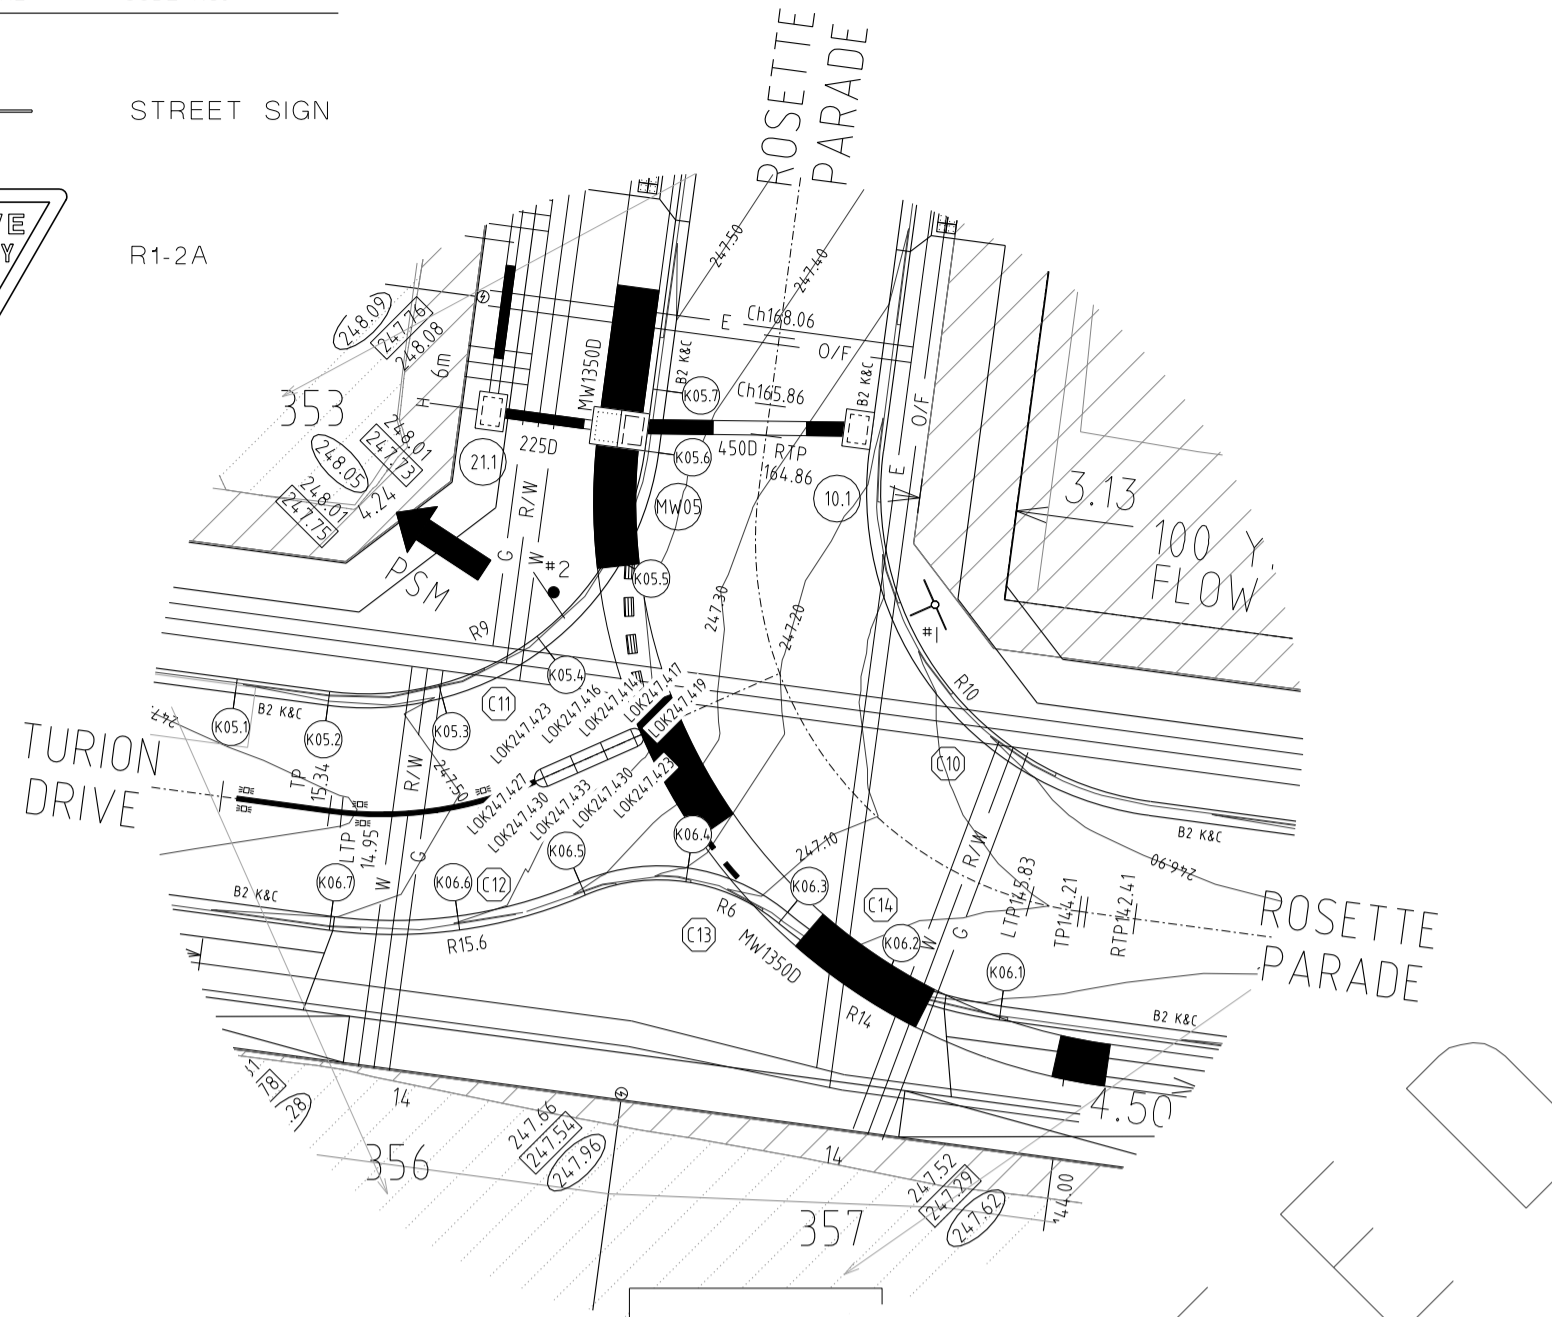 STREET SIGN
R1-2A
ROSETTE
PARADE
247.50
247.40
Ch168.06
E
O/F
Ch165.86
B2 K&C
B2 K&C
MW1350D
K05.7
K05.6
225D
450D
RTP
164.86
248.09
247.76
248.08
6m
H
353
248.01
247.73
248.05
248.01
247.75
4.24
21.1
10.1
MW05
R/W
G
W
#2
PSM
K05.5
R9
K05.4
E
O/F
3.13
100 Y
FLOW
247.30
247.20
#1
R10
TURION
DRIVE
B2 K&C
K05.1
K05.2
K05.3
C11
LOK247.423
LOK247.416
LOK247.414
LOK247.417
LOK247.419
LOK247.427
LOK247.430
LOK247.433
LOK247.430
LOK247.423
TP
15.34
LTP
14.95
R/W
G
W
247.50
K06.7
K06.6
C12
K06.5
K06.4
K06.3
B2 K&C
R15.6
C13
R6
MW1350D
C14
K06.2
247.10
C10
B2 K&C
246.90
R/W
G
W
LTP145.83
TP144.21
RTP142.41
ROSETTE
PARADE
K06.1
R14
B2 K&C
4.50
78
.28
14
356
247.66
247.54
247.96
14
357
247.52
247.29
247.62
E D